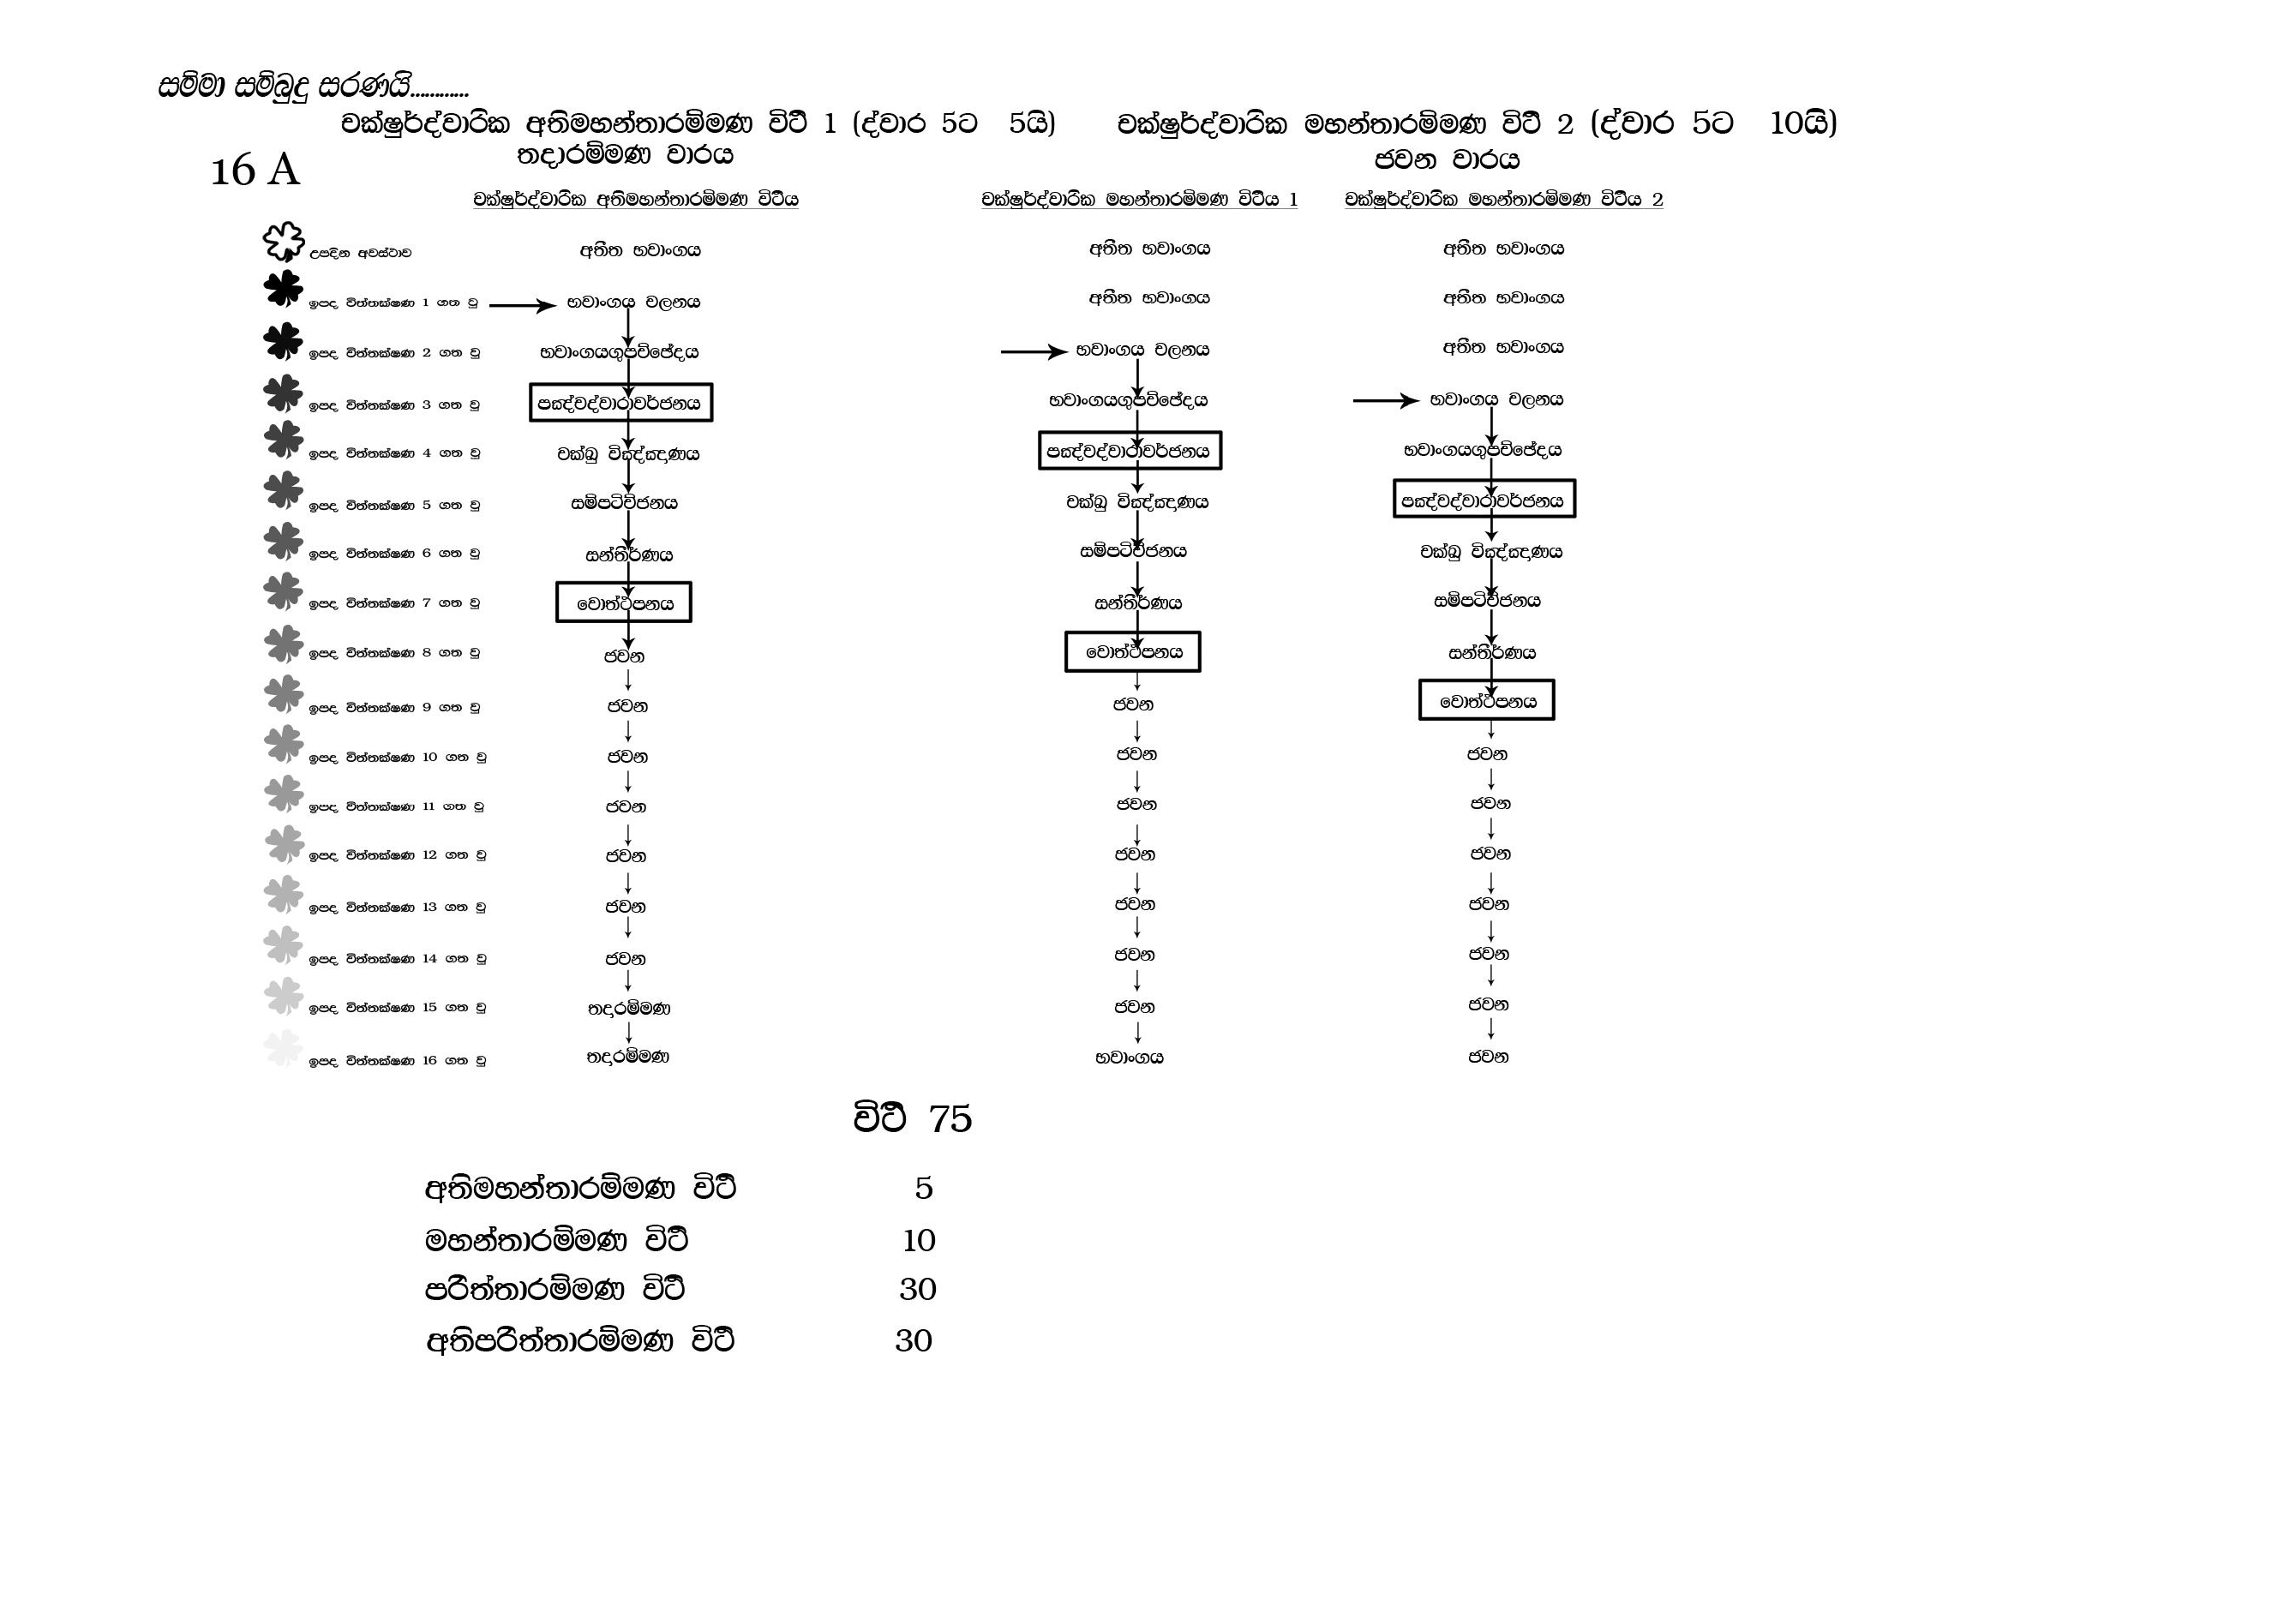 සම්මා සම්බුදු සරණයි............
චක්ෂුර්ද්වාරික අතිමහන්තාරම්මණ විථි 1 (ද්වාර 5ට 5යි) චක්ෂුර්ද්වාරික මහන්තාරම්මණ විථි 2 (ද්වාර 5ට 10යි)
තදාරම්මණ වාරය ජවන වාරය
16 A
චක්ෂුර්ද්වාරික අතිමහන්තාරම්මණ විථිය චක්ෂුර්ද්වාරික මහන්තාරම්මණ විථිය 1 චක්ෂුර්ද්වාරික මහන්තාරම්මණ විථිය 2
උපදින අවස්ථාව අතීත භවාංගය අතීත භවාංගය අතීත භවාංගය
ඉපද චිත්තක්ෂණ 1 ගත වූ භවාංගය චලනය අතීත භවාංගය අතීත භවාංගය
ඉපද චිත්තක්ෂණ 2 ගත වූ භවාංගයගුපච්ඡේදය භවාංගය චලනය අතීත භවාංගය
ඉපද චිත්තක්ෂණ 3 ගත වූ පඤ්චද්වාරාවර්ජනය භවාංගයගුපච්ඡේදය භවාංගය චලනය
ඉපද චිත්තක්ෂණ 4 ගත වූ චක්ඛු විඤ්ඤාණය පඤ්චද්වාරාවර්ජනය භවාංගයගුපච්ඡේදය
ඉපද චිත්තක්ෂණ 5 ගත වූ සම්පටිච්ජනය චක්ඛු විඤ්ඤාණය පඤ්චද්වාරාවර්ජනය
ඉපද චිත්තක්ෂණ 6 ගත වූ සන්තීර්ණය සම්පටිච්ජනය චක්ඛු විඤ්ඤාණය
ඉපද චිත්තක්ෂණ 7 ගත වූ වොත්ථපනය සන්තීර්ණය සම්පටිච්ජනය
ඉපද චිත්තක්ෂණ 8 ගත වූ ජවන වොත්ථපනය සන්තීර්ණය
ඉපද චිත්තක්ෂණ 9 ගත වූ ජවන ජවන වොත්ථපනය
ඉපද චිත්තක්ෂණ 10 ගත වූ ජවන ජවන ජවන
ඉපද චිත්තක්ෂණ 11 ගත වූ ජවන ජවන ජවන
ඉපද චිත්තක්ෂණ 12 ගත වූ ජවන ජවන ජවන
ඉපද චිත්තක්ෂණ 13 ගත වූ ජවන ජවන ජවන
ඉපද චිත්තක්ෂණ 14 ගත වූ ජවන ජවන ජවන
ඉපද චිත්තක්ෂණ 15 ගත වූ තදාරම්මණ ජවන ජවන
ඉපද චිත්තක්ෂණ 16 ගත වූ තදාරම්මණ භවාංගය ජවන
විථි 75
අතිමහන්තාරම්මණ විථි 5
මහන්තාරම්මණ විථි 10
පරිත්තාරම්මණ විථි 30
අතිපරිත්තාරම්මණ විථි 30